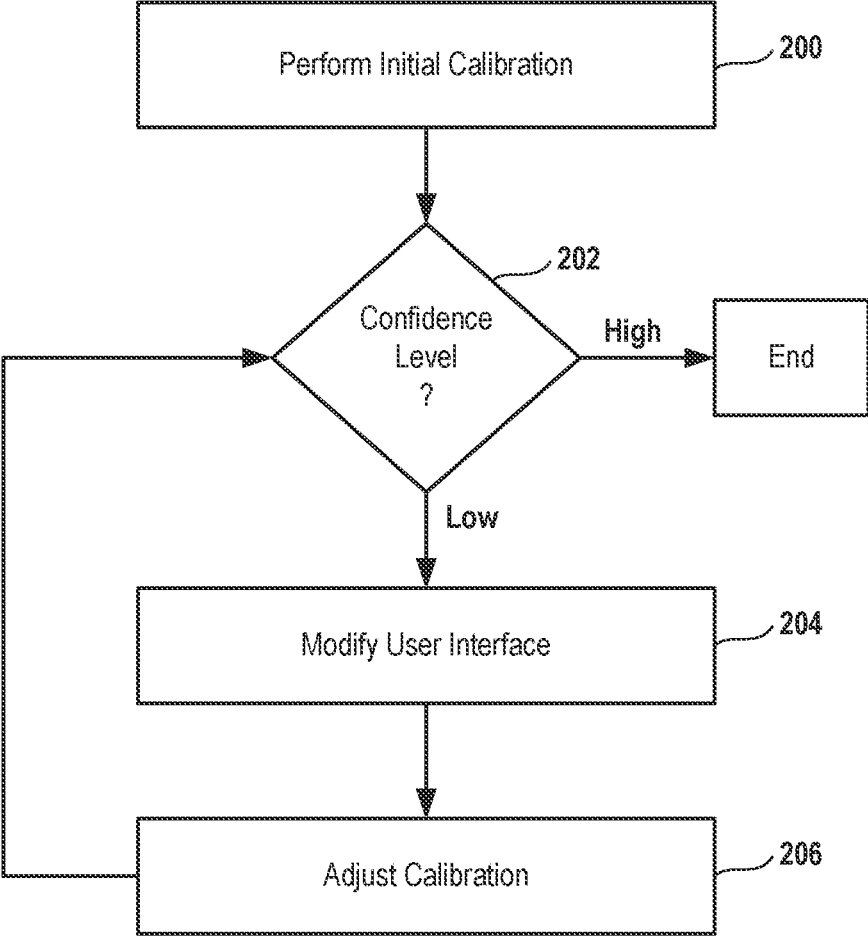 Perform Initial Calibration
200
202
Confidence
Level
?
High
End
Low
Modify User Interface
204
Adjust Calibration
206